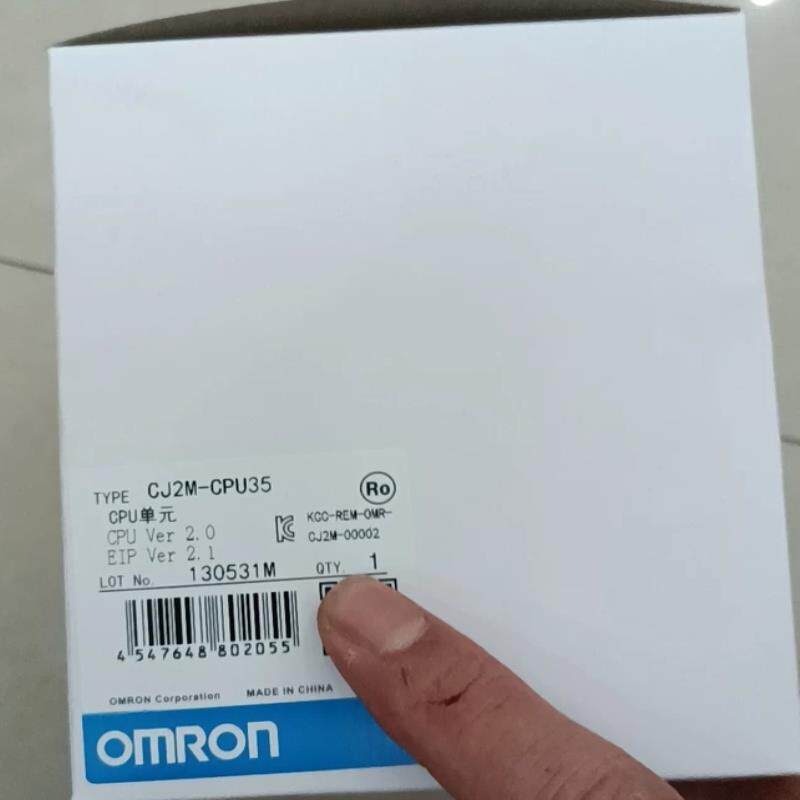 TYPE CJ2M-CPU35
Ro
CPU单元
KCC-REM-OMR-
CPU Ver 2.0
CJ2M-00002
EIP Ver 2.1
LOT No. 130531M QTY. 1
4 547648 802055
OMRON Corporation MADE IN CHINA
OMRON